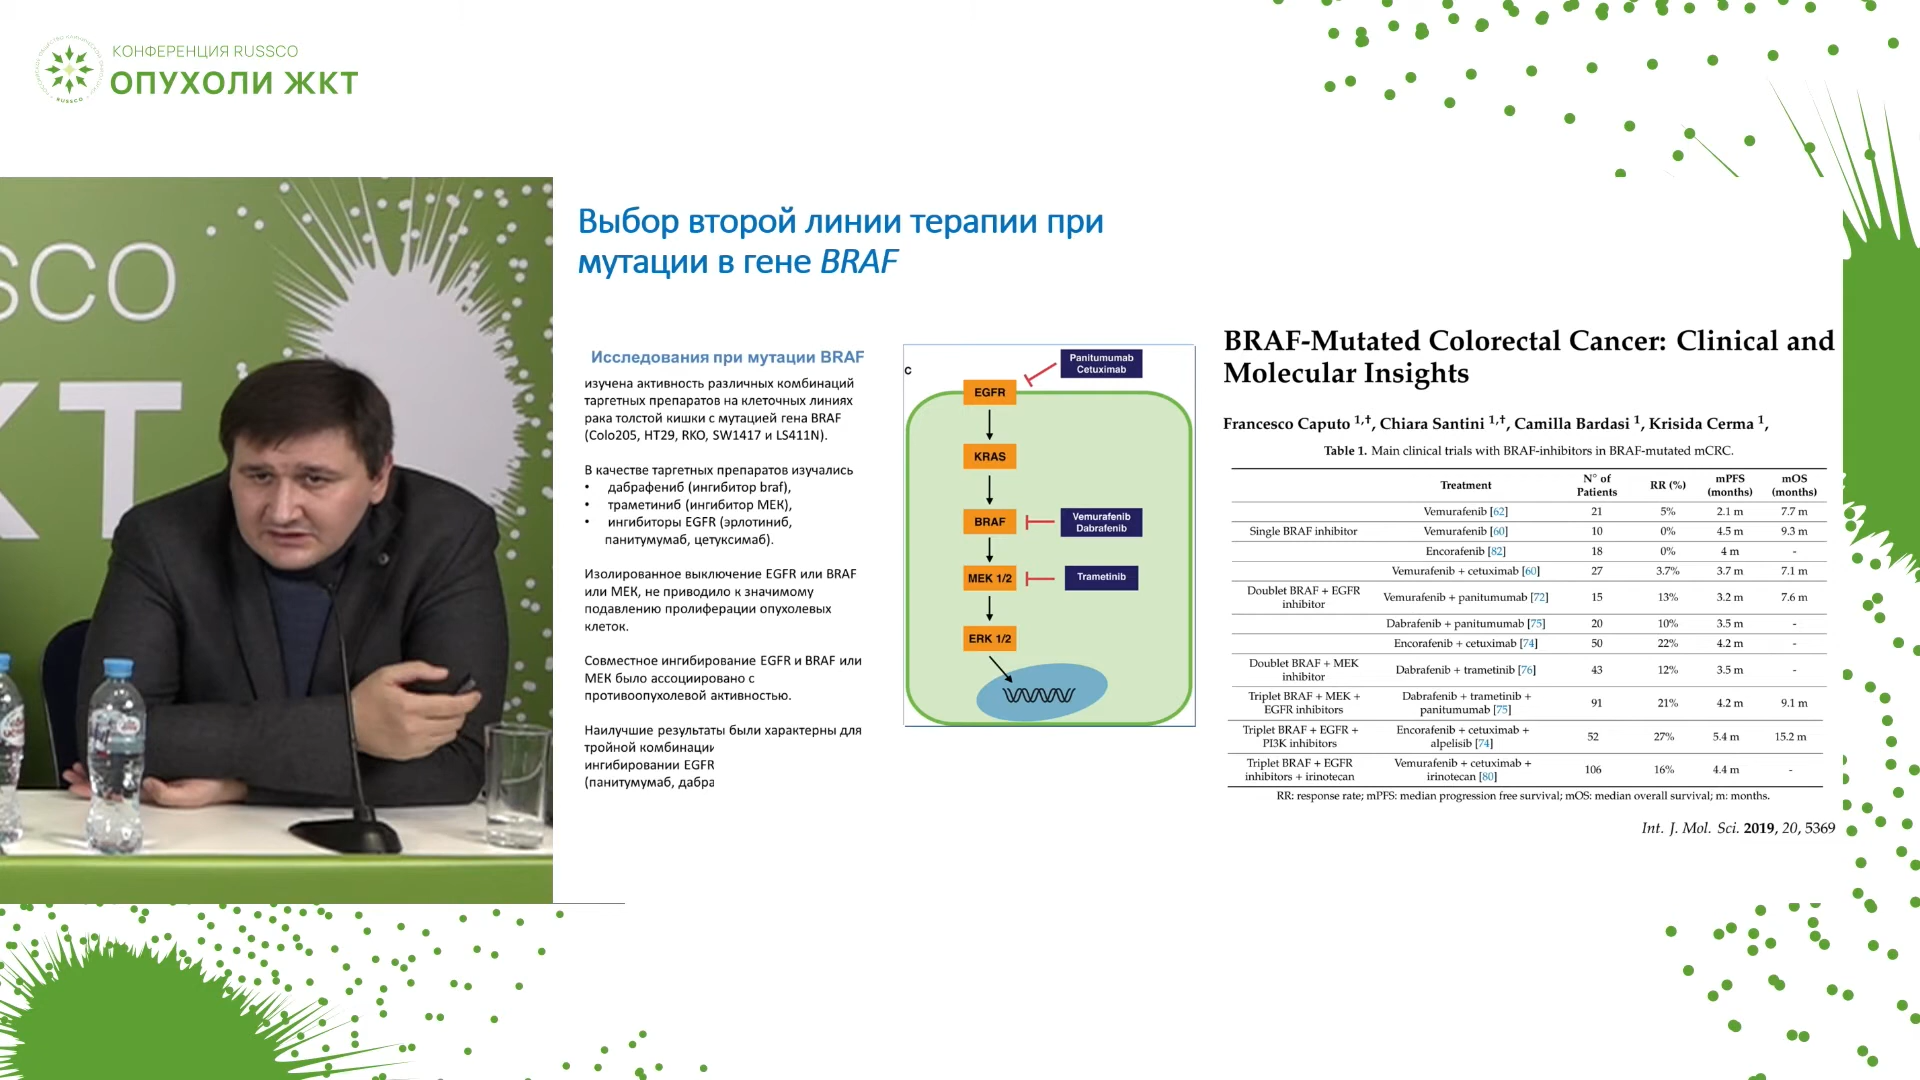 КОНФЕРЕНЦИЯ RUSSCO
ОПУХОЛИ ЖКТ
RUSSCO
SCO
КТ
Выбор второй линии терапии при
мутации в гене BRAF
Исследования при мутации BRAF
изучена активность различных комбинаций
таргетных препаратов на клеточных линиях
рака толстой кишки с мутацией гена BRAF
(Colo205, HT29, RKO, SW1417 и LS411N).
В качестве таргетных препаратов изучались
• дабрафениб (ингибитор braf),
• траметиниб (ингибитор МЕК),
• ингибиторы EGFR (эрлотиниб,
панитумумаб, цетуксимаб).
Изолированное выключение EGFR или BRAF
или МЕК, не приводило к значимому
подавлению пролиферации опухолевых
клеток.
Совместное ингибирование EGFR и BRAF или
МЕК было ассоциировано с
противоопухолевой активностью.
Наилучшие результаты были характерны для
тройной комбинации
ингибировании EGFR
(панитумумаб, дабра
C
Panitumumab
Cetuximab
EGFR
KRAS
BRAF
Vemurafenib
Dabrafenib
MEK 1/2
Trametinib
ERK 1/2
BRAF-Mutated Colorectal Cancer: Clinical and
Molecular Insights
Francesco Caputo 1,†, Chiara Santini 1,†, Camilla Bardasi 1, Krisida Cerma 1,
Table 1. Main clinical trials with BRAF-inhibitors in BRAF-mutated mCRC.
Treatment N° of Patients RR (%) mPFS (months) mOS (months)
Vemurafenib [62] 21 5% 2.1 m 7.7 m
Single BRAF inhibitor Vemurafenib [60] 10 0% 4.5 m 9.3 m
Encorafenib [82] 18 0% 4 m -
Vemurafenib + cetuximab [60] 27 3.7% 3.7 m 7.1 m
Doublet BRAF + EGFR inhibitor Vemurafenib + panitumumab [72] 15 13% 3.2 m 7.6 m
Dabrafenib + panitumumab [75] 20 10% 3.5 m -
Encorafenib + cetuximab [74] 50 22% 4.2 m -
Doublet BRAF + MEK inhibitor Dabrafenib + trametinib [76] 43 12% 3.5 m -
Triplet BRAF + MEK + EGFR inhibitors Dabrafenib + trametinib + panitumumab [75] 91 21% 4.2 m 9.1 m
Triplet BRAF + EGFR + PI3K inhibitors Encorafenib + cetuximab + alpelisib [74] 52 27% 5.4 m 15.2 m
Triplet BRAF + EGFR inhibitors + irinotecan Vemurafenib + cetuximab + irinotecan [80] 106 16% 4.4 m -
RR: response rate; mPFS: median progression free survival; mOS: median overall survival; m: months.
Int. J. Mol. Sci. 2019, 20, 5369